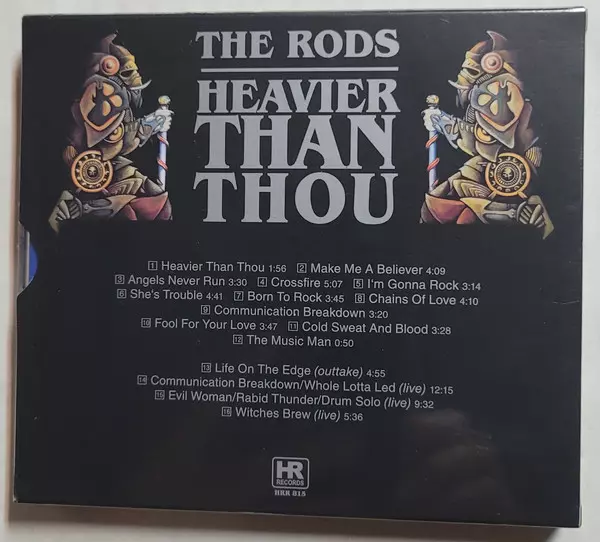 THE RODS
HEAVIER
THAN
THOU
1 Heavier Than Thou 1:56 2 Make Me A Believer 4:09
3 Angels Never Run 3:30 4 Crossfire 5:07 5 I'm Gonna Rock 3:14
6 She's Trouble 4:41 7 Born To Rock 3:45 8 Chains Of Love 4:10
9 Communication Breakdown 3:20
10 Fool For Your Love 3:47 11 Cold Sweat And Blood 3:28
12 The Music Man 0:50
13 Life On The Edge (outtake) 4:55
14 Communication Breakdown/Whole Lotta Led (live) 12:15
15 Evil Woman/Rabid Thunder/Drum Solo (live) 9:32
16 Witches Brew (live) 5:36
HR
RECORDS
HRR 815